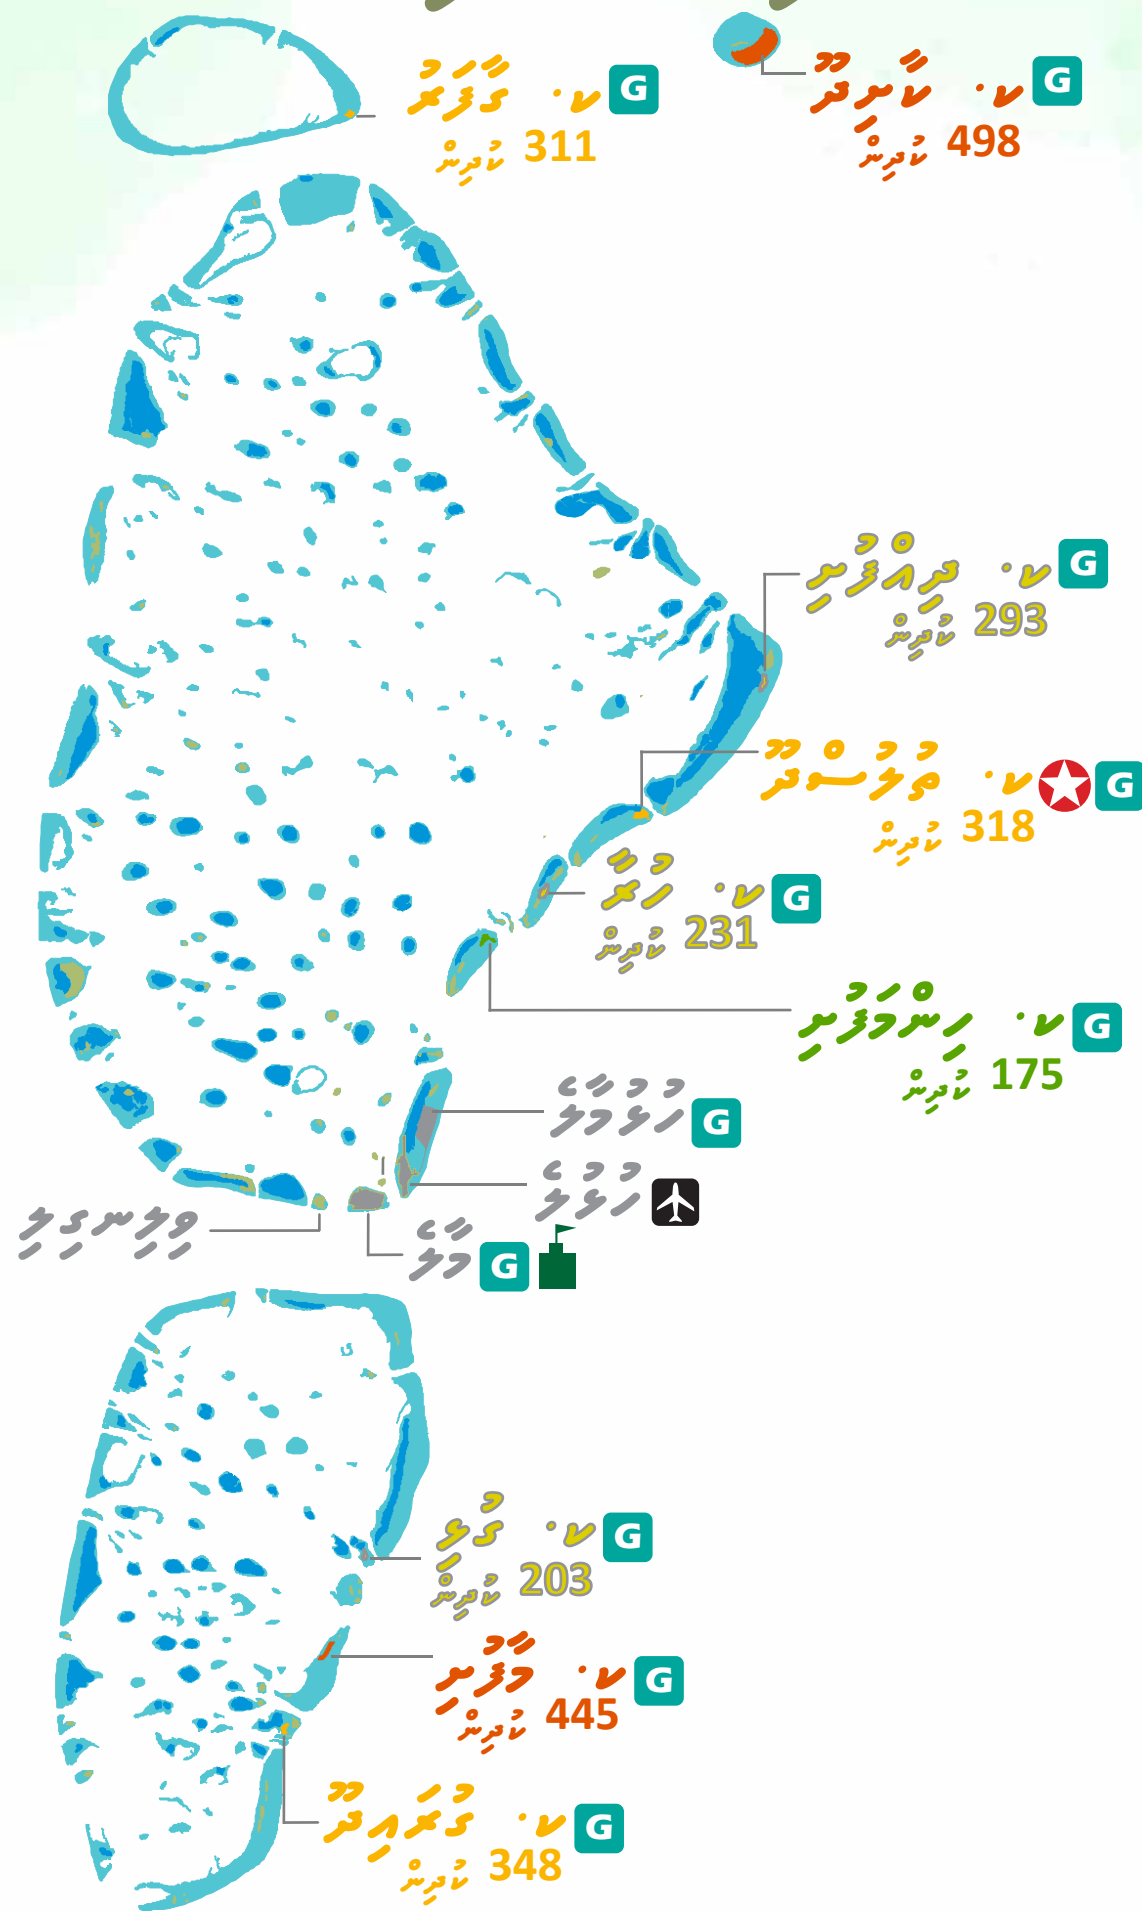 ކ. ގާފަރު G
311 ކުދިން
ކ. ކާށިދޫ G
498 ކުދިން
ކ. ދިއްފުށި G
293 ކުދިން
ކ. ތުލުސްދޫ G
318 ކުދިން
ކ. ހުރާ G
231 ކުދިން
ކ. ހިންމަފުށި G
175 ކުދިން
ހުޅުމާލެ G
ހުޅުލެ
ވިލިނގިލި
މާލެ G
ކ. ގުޅި G
203 ކުދިން
ކ. މާފުށި G
445 ކުދިން
ކ. ގުރައިދޫ G
348 ކުދިން